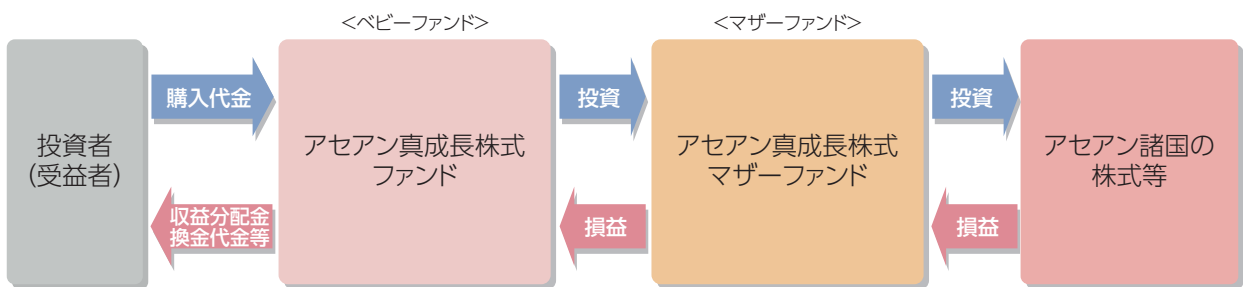 <ベビーファンド>
<マザーファンド>
投資者
(受益者)
購入代金
収益分配金
換金代金等
アセアン真成長株式
ファンド
投資
損益
アセアン真成長株式
マザーファンド
投資
損益
アセアン諸国の
株式等